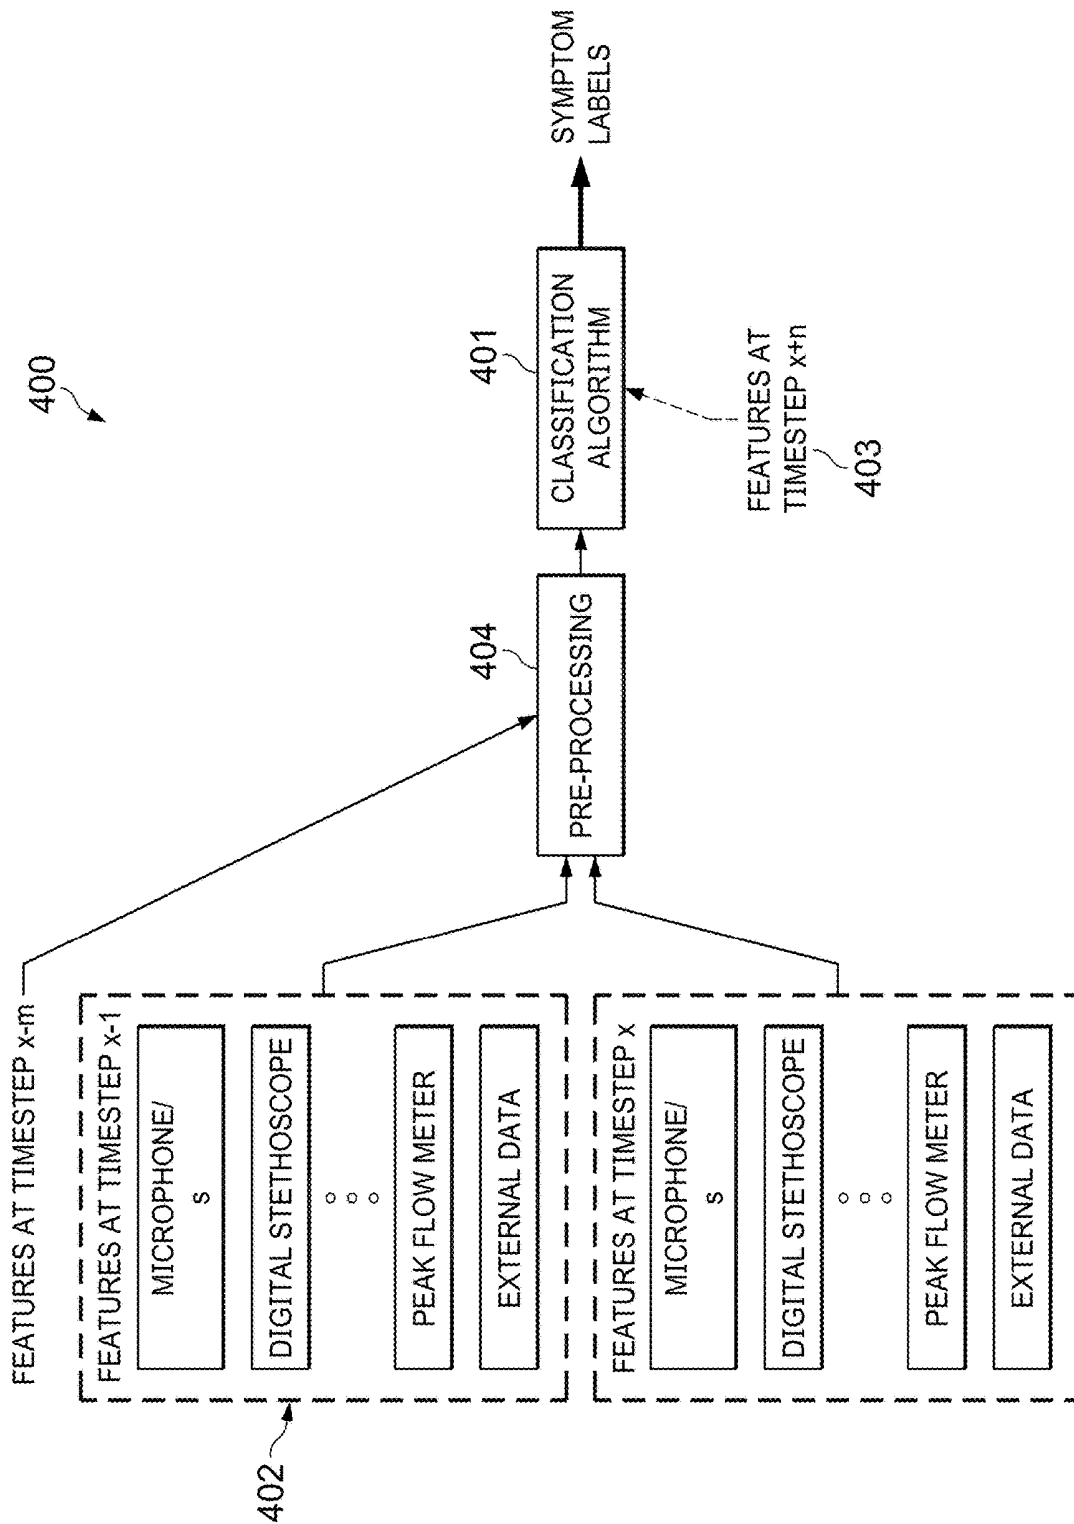 400
FEATURES AT TIMESTEP x-m
402
FEATURES AT TIMESTEP x-1
MICROPHONE/
s
DIGITAL STETHOSCOPE
PEAK FLOW METER
EXTERNAL DATA
FEATURES AT TIMESTEP x
MICROPHONE/
s
DIGITAL STETHOSCOPE
PEAK FLOW METER
EXTERNAL DATA
404
PRE-PROCESSING
401
CLASSIFICATION
ALGORITHM
FEATURES AT
TIMESTEP x+n
403
SYMPTOM
LABELS